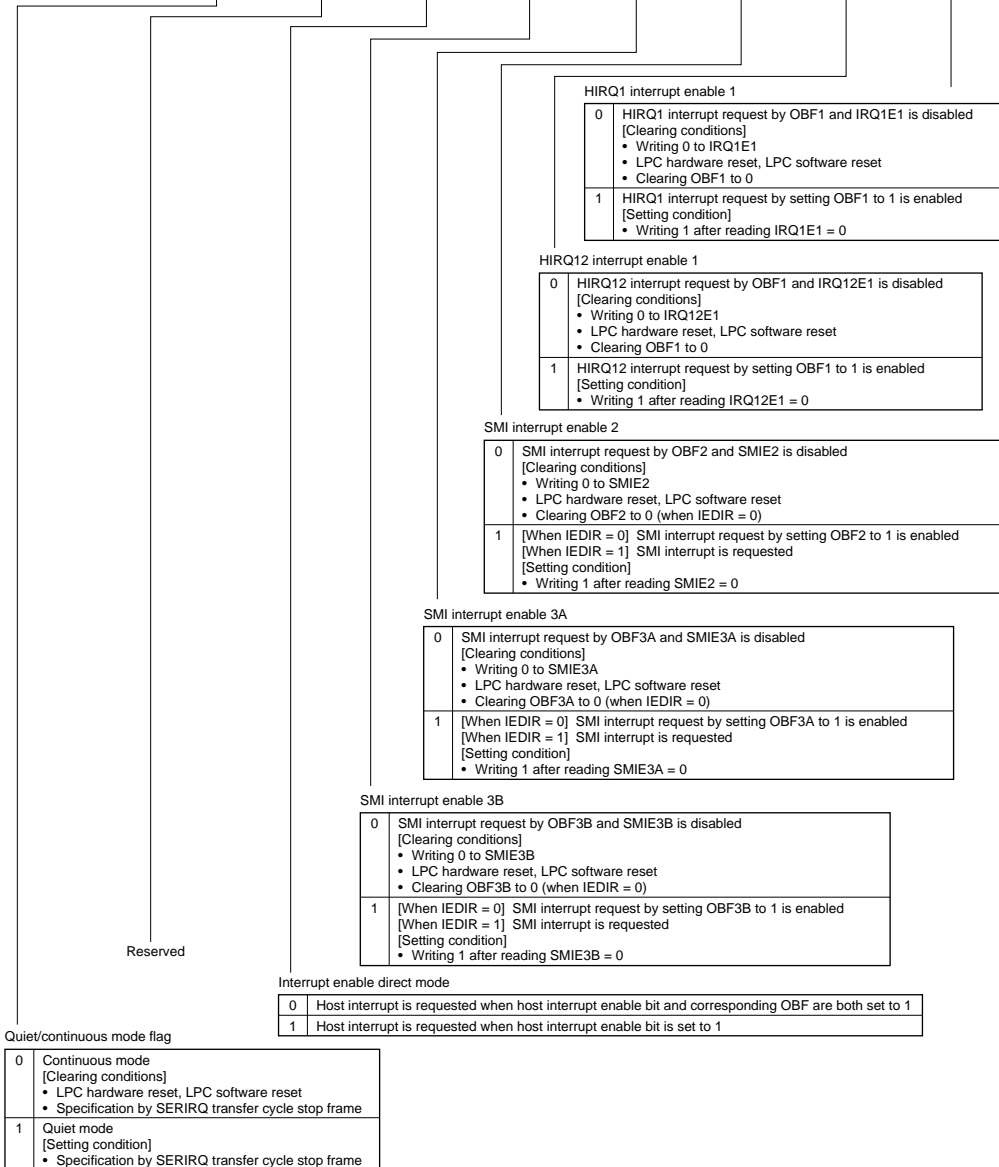 HIRQ1 interrupt enable 1
0 HIRQ1 interrupt request by OBF1 and IRQ1E1 is disabled
[Clearing conditions]
• Writing 0 to IRQ1E1
• LPC hardware reset, LPC software reset
• Clearing OBF1 to 0
1 HIRQ1 interrupt request by setting OBF1 to 1 is enabled
[Setting condition]
• Writing 1 after reading IRQ1E1 = 0
HIRQ12 interrupt enable 1
0 HIRQ12 interrupt request by OBF1 and IRQ12E1 is disabled
[Clearing conditions]
• Writing 0 to IRQ12E1
• LPC hardware reset, LPC software reset
• Clearing OBF1 to 0
1 HIRQ12 interrupt request by setting OBF1 to 1 is enabled
[Setting condition]
• Writing 1 after reading IRQ12E1 = 0
SMI interrupt enable 2
0 SMI interrupt request by OBF2 and SMIE2 is disabled
[Clearing conditions]
• Writing 0 to SMIE2
• LPC hardware reset, LPC software reset
• Clearing OBF2 to 0 (when IEDIR = 0)
1 [When IEDIR = 0] SMI interrupt request by setting OBF2 to 1 is enabled
[When IEDIR = 1] SMI interrupt is requested
[Setting condition]
• Writing 1 after reading SMIE2 = 0
SMI interrupt enable 3A
0 SMI interrupt request by OBF3A and SMIE3A is disabled
[Clearing conditions]
• Writing 0 to SMIE3A
• LPC hardware reset, LPC software reset
• Clearing OBF3A to 0 (when IEDIR = 0)
1 [When IEDIR = 0] SMI interrupt request by setting OBF3A to 1 is enabled
[When IEDIR = 1] SMI interrupt is requested
[Setting condition]
• Writing 1 after reading SMIE3A = 0
SMI interrupt enable 3B
0 SMI interrupt request by OBF3B and SMIE3B is disabled
[Clearing conditions]
• Writing 0 to SMIE3B
• LPC hardware reset, LPC software reset
• Clearing OBF3B to 0 (when IEDIR = 0)
1 [When IEDIR = 0] SMI interrupt request by setting OBF3B to 1 is enabled
[When IEDIR = 1] SMI interrupt is requested
[Setting condition]
• Writing 1 after reading SMIE3B = 0
Reserved
Interrupt enable direct mode
0 Host interrupt is requested when host interrupt enable bit and corresponding OBF are both set to 1
1 Host interrupt is requested when host interrupt enable bit is set to 1
Quiet/continuous mode flag
0 Continuous mode
[Clearing conditions]
• LPC hardware reset, LPC software reset
• Specification by SERIRQ transfer cycle stop frame
1 Quiet mode
[Setting condition]
• Specification by SERIRQ transfer cycle stop frame